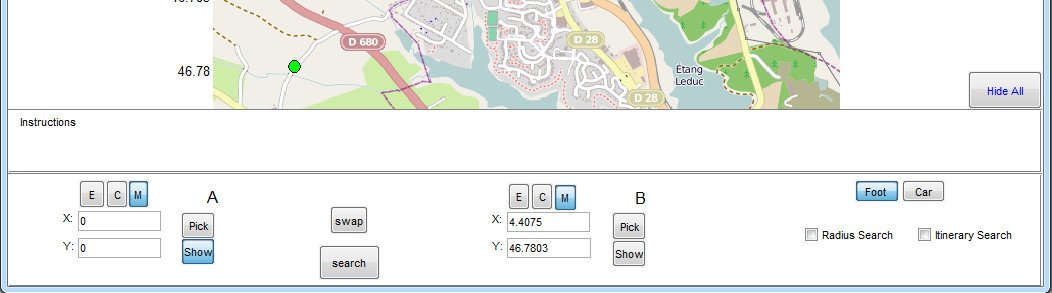 D 680
D 28
46.78
Étang
Leduc
D 28
Hide All
Instructions
E C M
A
X: 0
Pick
Y: 0
Show
swap
search
E C M
B
X: 4.4075
Pick
Y: 46.7803
Show
Foot Car
Radius Search Itinerary Search